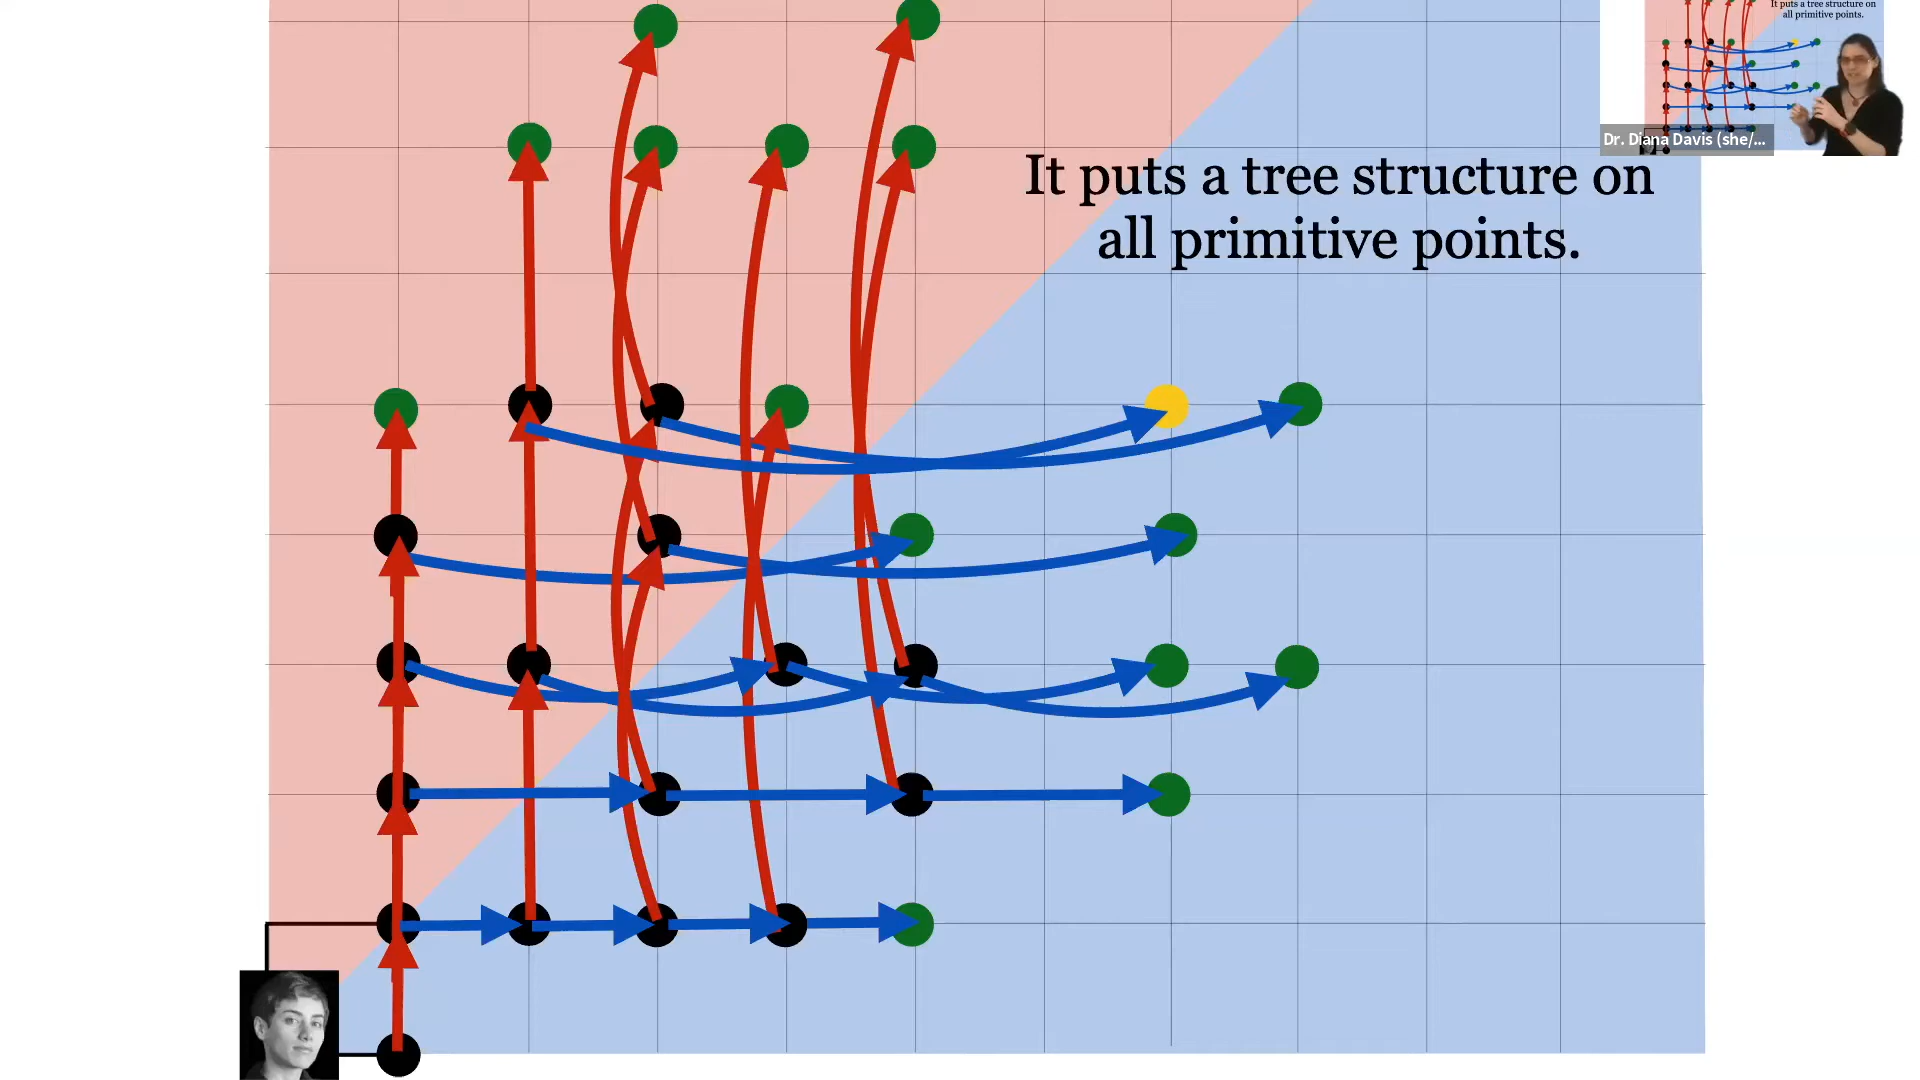 It puts a tree structure on
all primitive points.
It puts a tree structure on
all primitive points.
Dr. Diana Davis (she/...